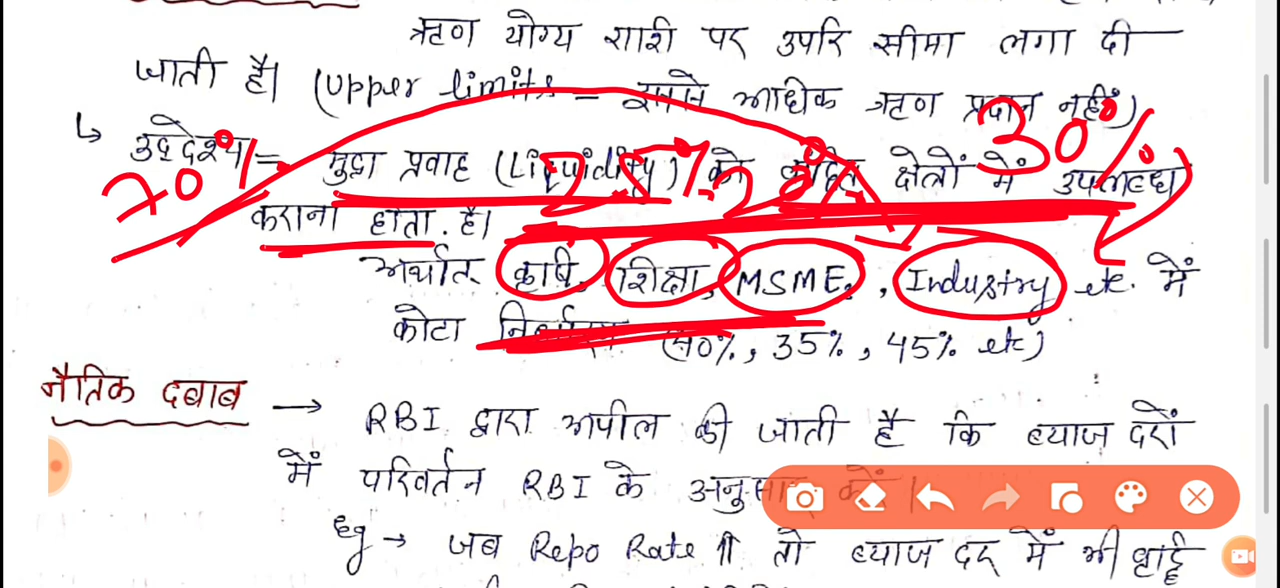 ऋण योग्य राशी पर उपरि सीमा लगा दी
जाती है। (Upper limits – इससे अधिक ऋण प्रदान नहीं)
30%
↳ उद्देश्य – मुद्रा प्रवाह (Liquidity) को क्षेत्रों में उपलब्ध
70% 25% 20%
कराना होता है।
अर्थात कृषि, शिक्षा, MSME, Industry etc. में
कोटा निर्धारण (40%, 35%, 45% etc)
नैतिक दबाब → RBI द्वारा अपील की जाती है कि ब्याज दरों
में परिवर्तन RBI के अनुसार करें।
Eg → जब Repo Rate ⇈ तो ब्याज दर में भी